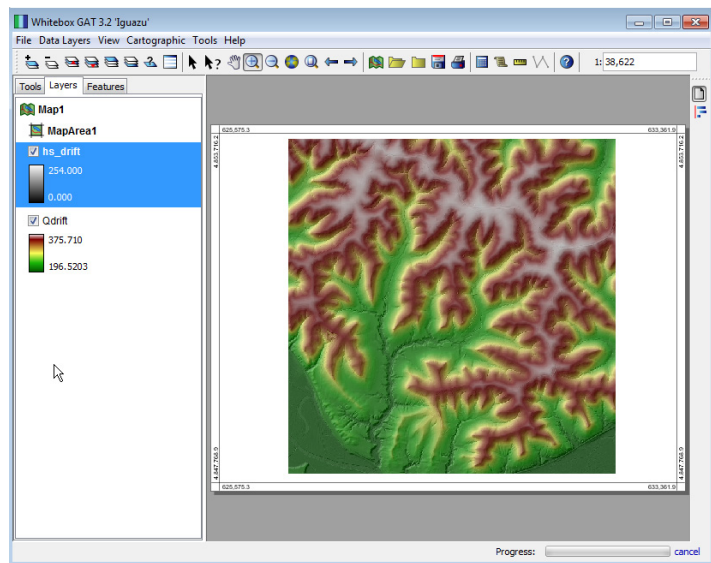 Whitebox GAT 3.2 'Iguazu'
File Data Layers View Cartographic Tools Help
1: 38,622
Tools Layers Features
Map1
MapArea1
hs_drift
254.000
0.000
Qdrift
375.710
196.5203
625,575.3 633,361.9
4,853,716.2 4,853,716.2
4,847,768.9 4,847,768.9
625,575.3 633,361.9
Progress: cancel